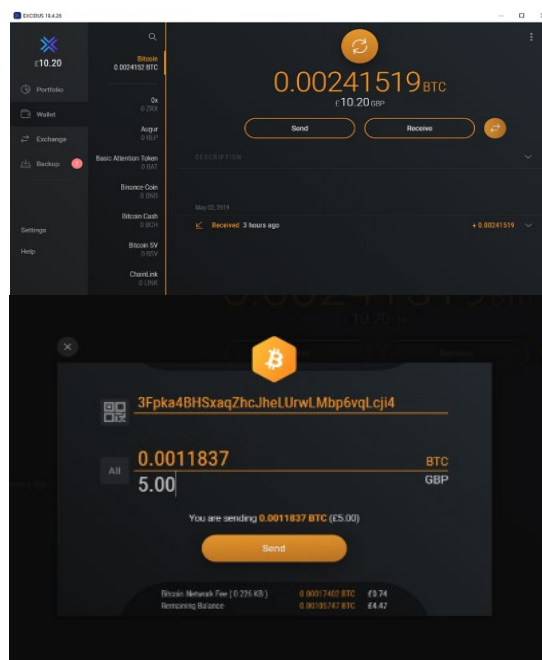 EXODUS 19.4.26
£10.20
Portfolio
Wallet
Exchange
Backup
Settings
Help
Bitcoin
0.0024152 BTC
0x
0 ZRX
Augur
0 REP
Basic Attention Token
0 BAT
Binance Coin
0 BNB
Bitcoin Cash
0 BCH
Bitcoin SV
0 BSV
ChainLink
0 LINK
0.00241519 BTC
£10.20 GBP
Send Receive
DESCRIPTION
May 02, 2019
Received 3 hours ago + 0.00241519
3Fpka4BHSxaqZhcJheLUrwLMbp6vqLcji4
All
0.0011837 BTC
5.00 GBP
You are sending 0.0011837 BTC (£5.00)
Send
Bitcoin Network Fee ( 0.226 KB ) 0.00017402 BTC £0.74
Remaining Balance 0.00105747 BTC £4.47